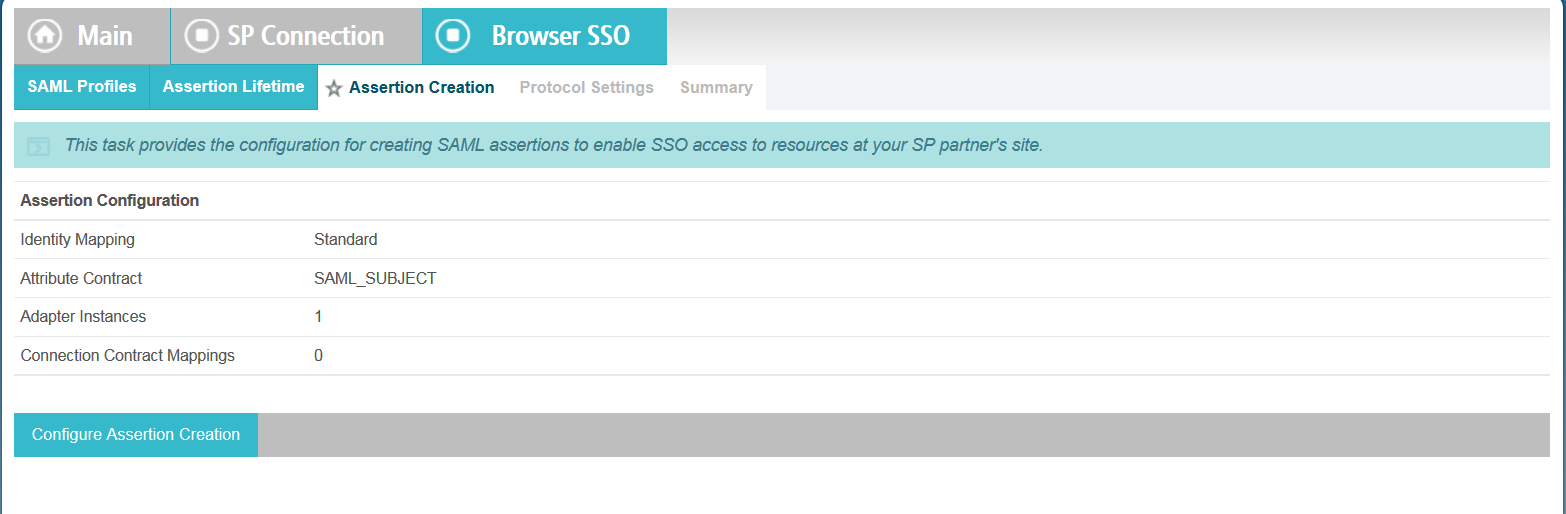 Main SP Connection Browser SSO
SAML Profiles Assertion Lifetime Assertion Creation Protocol Settings Summary
This task provides the configuration for creating SAML assertions to enable SSO access to resources at your SP partner's site.
Assertion Configuration
Identity Mapping Standard
Attribute Contract SAML_SUBJECT
Adapter Instances 1
Connection Contract Mappings 0
Configure Assertion Creation